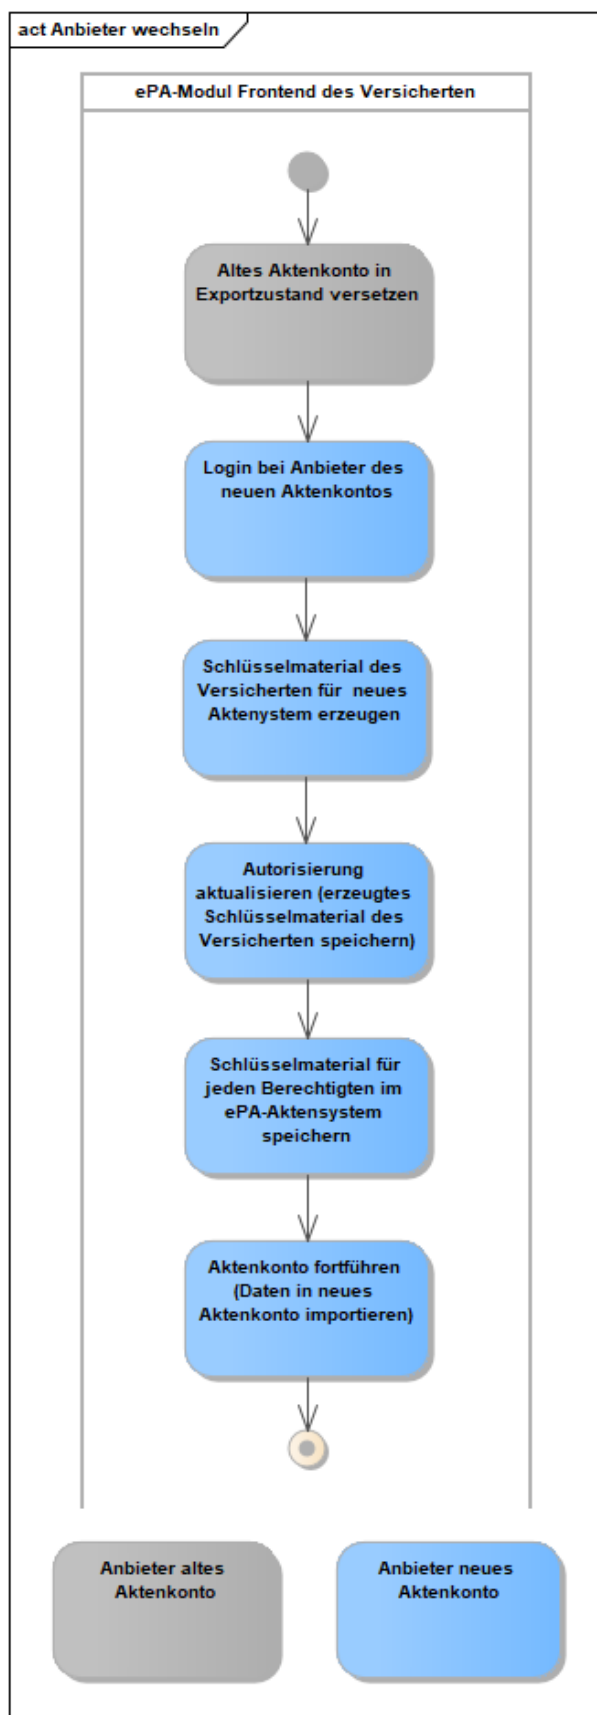 act Anbieter wechseln
ePA-Modul Frontend des Versicherten
Altes Aktenkonto in
Exportzustand versetzen
Login bei Anbieter des
neuen Aktenkontos
Schlüsselmaterial des
Versicherten für neues
Aktenystem erzeugen
Autorisierung
aktualisieren (erzeugtes
Schlüsselmaterial des
Versicherten speichern)
Schlüsselmaterial für
jeden Berechtigten im
ePA-Aktensystem
speichern
Aktenkonto fortführen
(Daten in neues
Aktenkonto importieren)
Anbieter altes
Aktenkonto
Anbieter neues
Aktenkonto